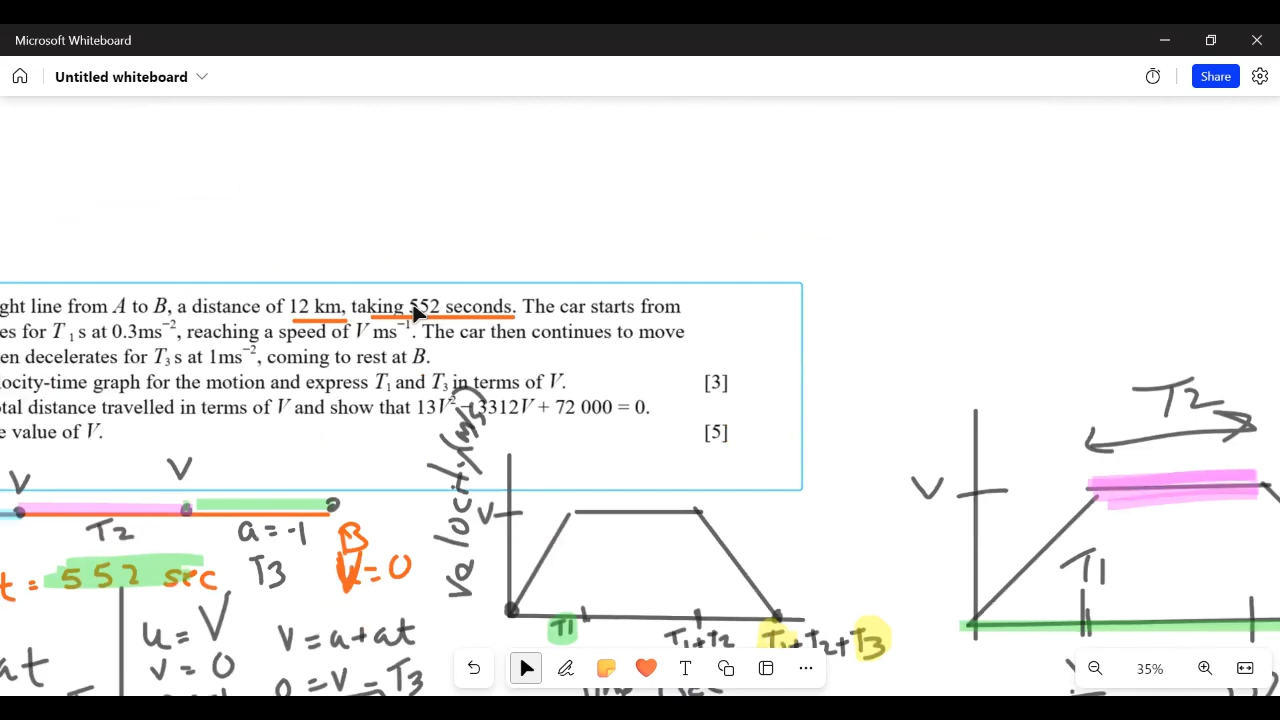 Microsoft Whiteboard
Untitled whiteboard
Share
ght line from A to B, a distance of 12 km, taking 552 seconds. The car starts from
es for T₁ s at 0.3ms⁻², reaching a speed of V ms⁻¹. The car then continues to move
en decelerates for T₃ s at 1ms⁻², coming to rest at B.
locity-time graph for the motion and express T₁ and T₃ in terms of V. [3]
tal distance travelled in terms of V and show that 13V² – 3312V + 72 000 = 0.
e value of V. [5]
V V
T2 a = -1 B
t = 552 sec T3 V=0
u = V V = u + at
v = 0
at
0 = V - T3
velocity (m/s)
V
T1 T1+T2 T1+T2+T3
T2
V
T1
35%